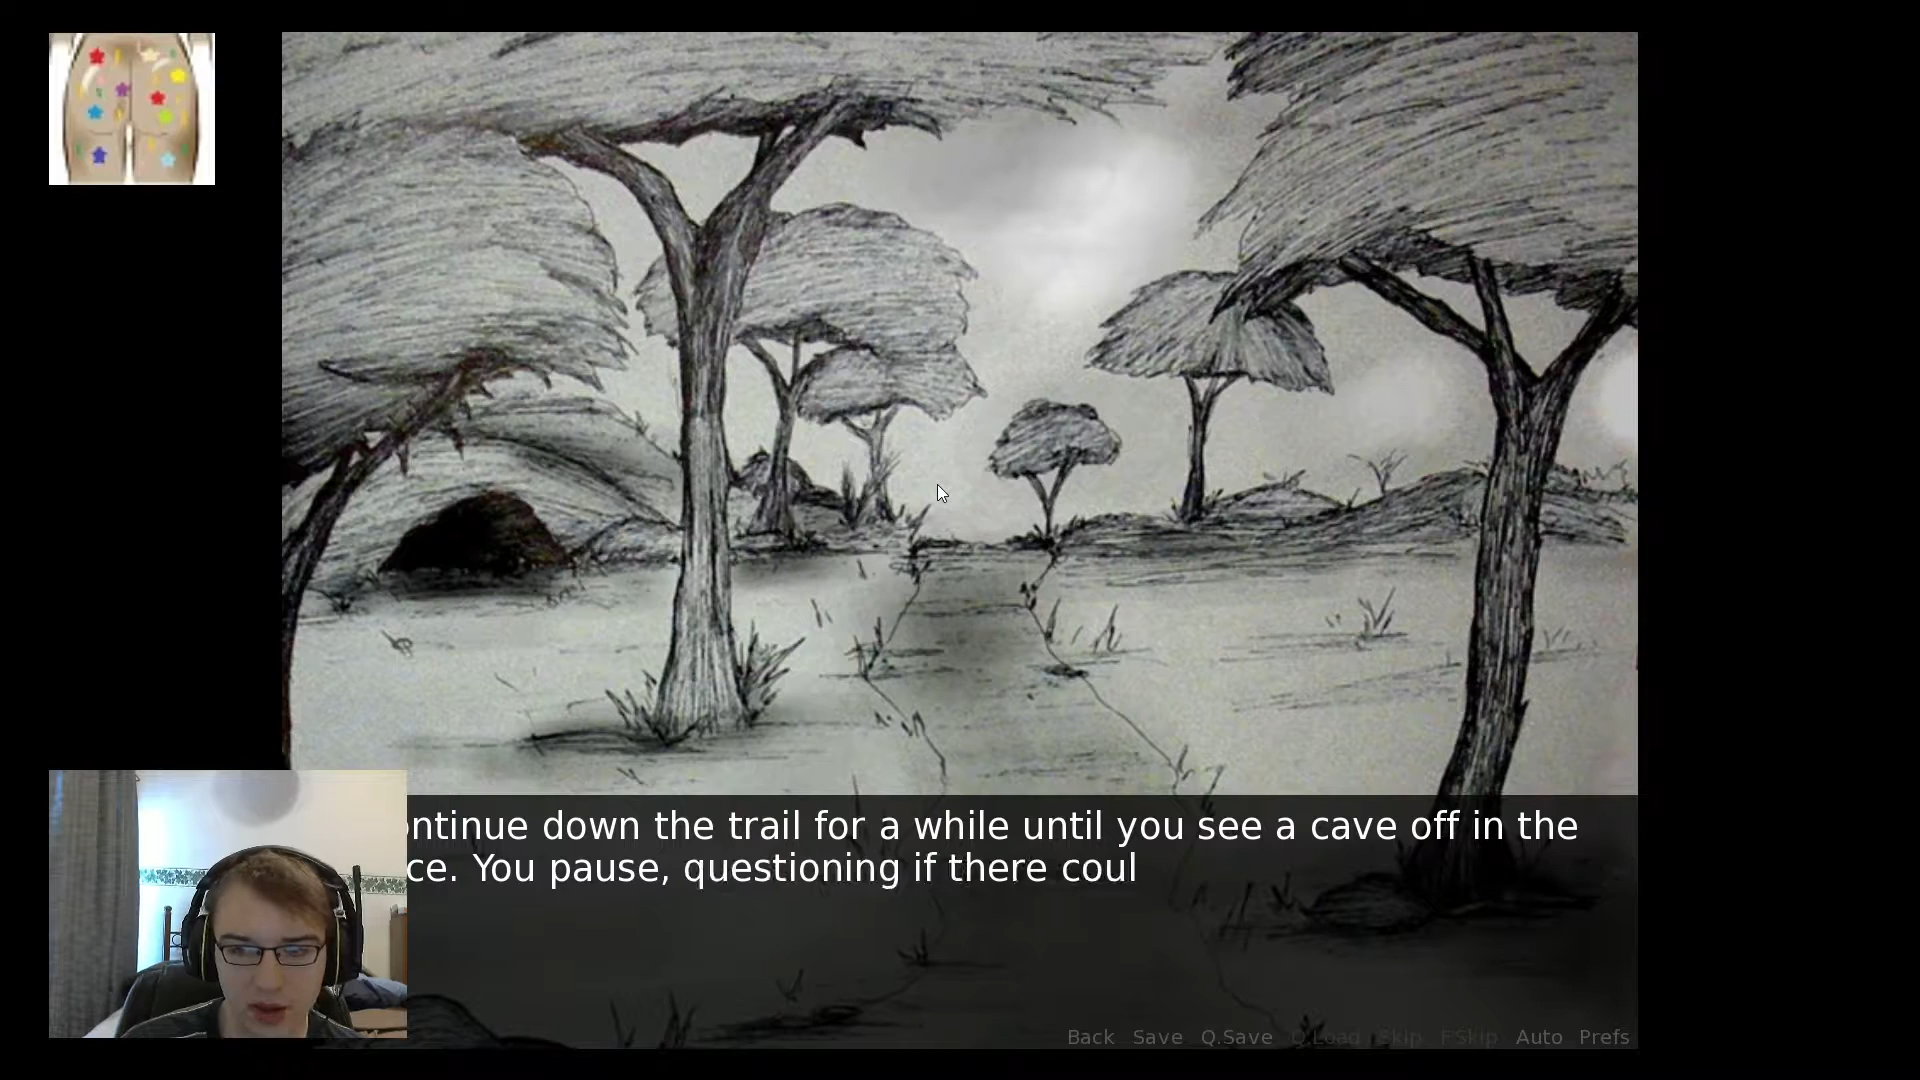 ontinue down the trail for a while until you see a cave off in the
ce. You pause, questioning if there coul
Back Save Q.Save Q.Load Skip F.Skip Auto Prefs